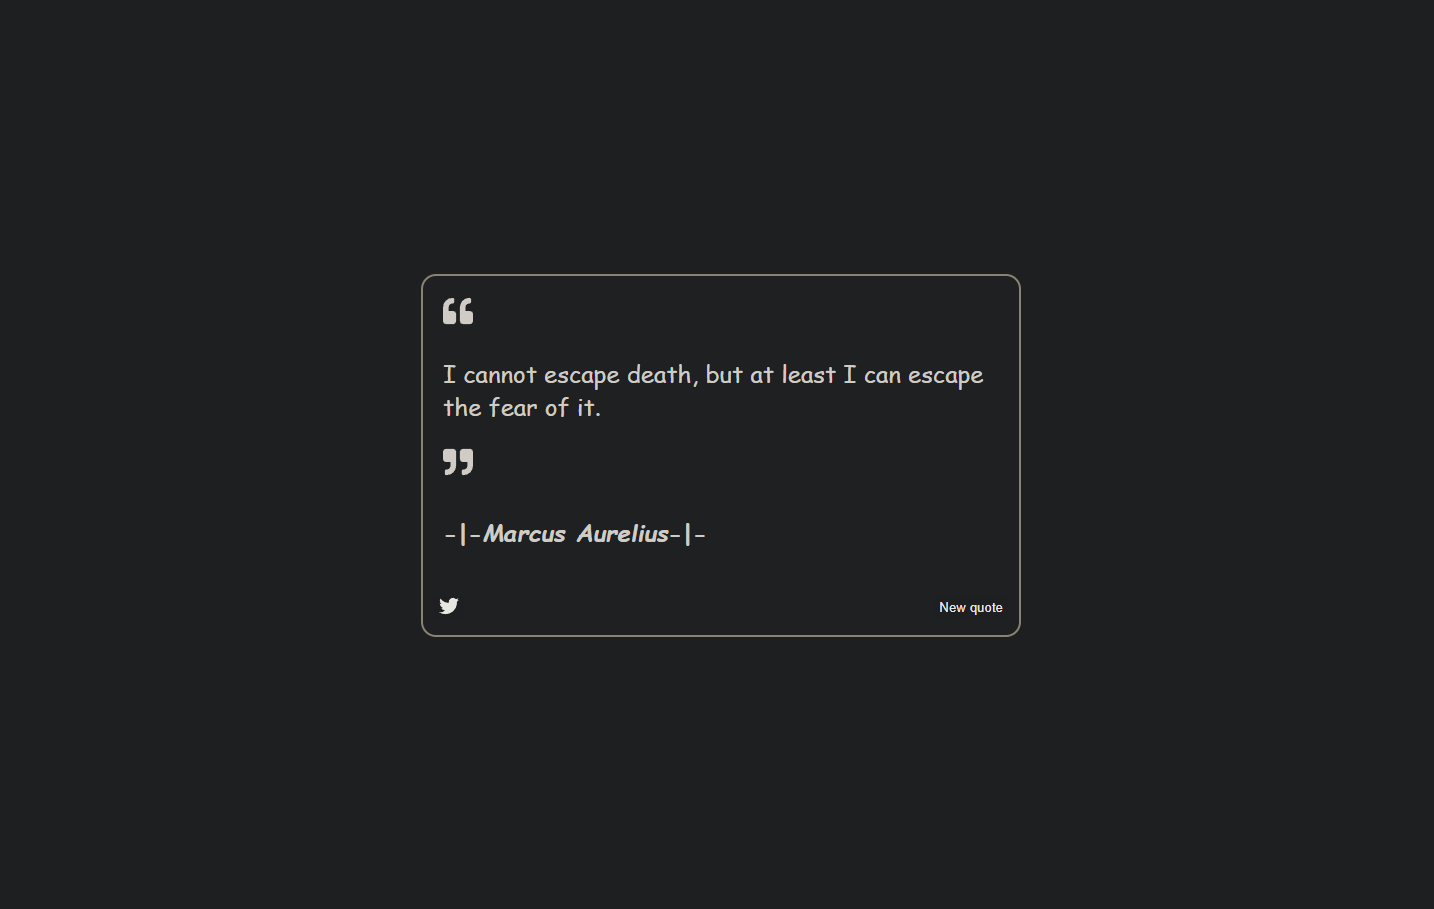 “
I cannot escape death, but at least I can escape
the fear of it.
”
-|-Marcus Aurelius-|-
New quote